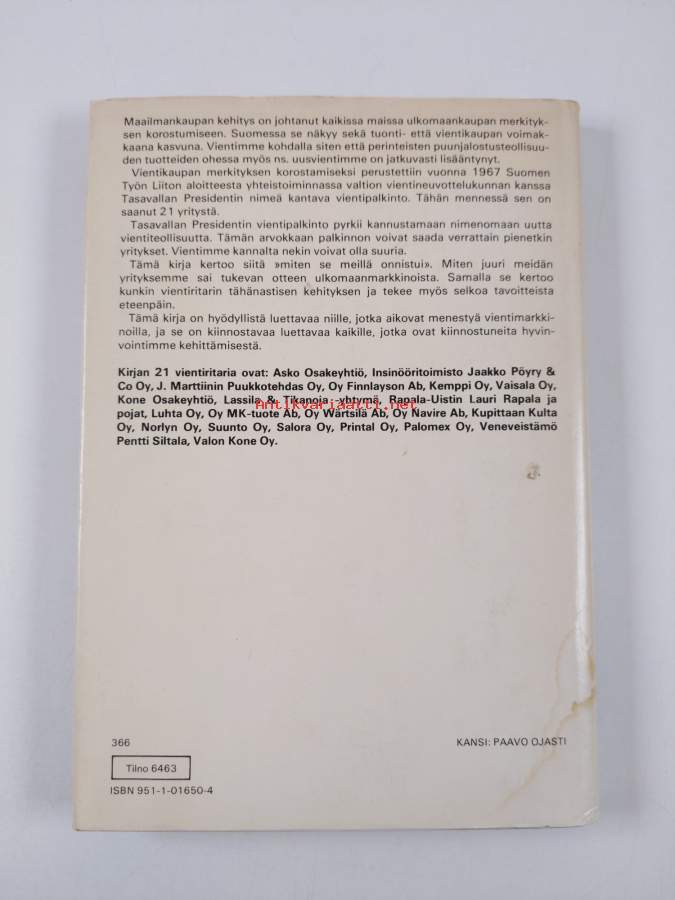 Maailmankaupan kehitys on johtanut kaikissa maissa ulkomaankaupan merkityk-
sen korostumiseen. Suomessa se näkyy sekä tuonti- että vientikaupan voimak-
kaana kasvuna. Vientimme kohdalla siten että perinteisten puunjalostusteollisuu-
den tuotteiden ohessa myös ns. uusvientimme on jatkuvasti lisääntynyt.
Vientikaupan merkityksen korostamiseksi perustettiin vuonna 1967 Suomen
Työn Liiton aloitteesta yhteistoiminnassa valtion vientineuvottelukunnan kanssa
Tasavallan Presidentin nimeä kantava vientipalkinto. Tähän mennessä sen on
saanut 21 yritystä.
Tasavallan Presidentin vientipalkinto pyrkii kannustamaan nimenomaan uutta
vientiteollisuutta. Tämän arvokkaan palkinnon voivat saada verrattain pienetkin
yritykset. Vientimme kannalta nekin voivat olla suuria.
Tämä kirja kertoo siitä »miten se meillä onnistui». Miten juuri meidän
yrityksemme sai tukevan otteen ulkomaanmarkkinoista. Samalla se kertoo
kunkin vientiritarin tähänastisen kehityksen ja tekee myös selkoa tavoitteista
eteenpäin.
Tämä kirja on hyödyllistä luettavaa niille, jotka aikovat menestyä vientimarkki-
noilla, ja se on kiinnostavaa luettavaa kaikille, jotka ovat kiinnostuneita hyvin-
vointimme kehittämisestä.
Kirjan 21 vientiritaria ovat: Asko Osakeyhtiö, Insinööritoimisto Jaakko Pöyry &
Co Oy, J. Marttiinin Puukkotehdas Oy, Oy Finnlayson Ab, Kemppi Oy, Vaisala Oy,
Kone Osakeyhtiö, Lassila & Tikanoja -yhtymä, Rapala-Uistin Lauri Rapala ja
pojat, Luhta Oy, Oy MK-tuote Ab, Oy Wärtsilä Ab, Oy Navire Ab, Kupittaan Kulta
Oy, Norlyn Oy, Suunto Oy, Salora Oy, Printal Oy, Palomex Oy, Veneveistämö
Pentti Siltala, Valon Kone Oy.
Antikvariaatti.net
366
KANSI: PAAVO OJASTI
Tilno 6463
ISBN 951-1-01650-4